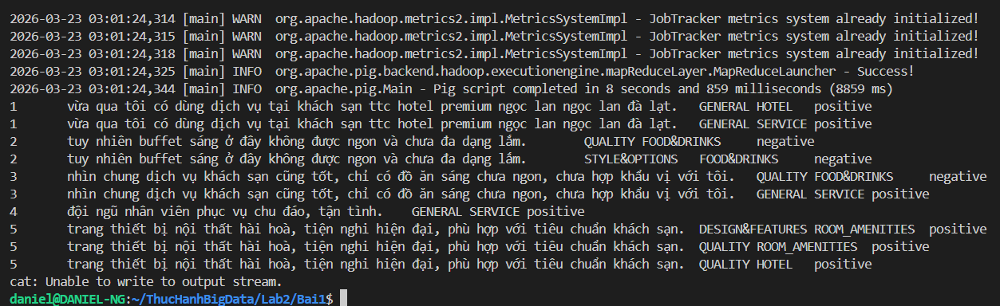 2026-03-23 03:01:24,314 [main] WARN  org.apache.hadoop.metrics2.impl.MetricsSystemImpl - JobTracker metrics system already initialized!
2026-03-23 03:01:24,315 [main] WARN  org.apache.hadoop.metrics2.impl.MetricsSystemImpl - JobTracker metrics system already initialized!
2026-03-23 03:01:24,318 [main] WARN  org.apache.hadoop.metrics2.impl.MetricsSystemImpl - JobTracker metrics system already initialized!
2026-03-23 03:01:24,325 [main] INFO  org.apache.pig.backend.hadoop.executionengine.mapReduceLayer.MapReduceLauncher - Success!
2026-03-23 03:01:24,344 [main] INFO  org.apache.pig.Main - Pig script completed in 8 seconds and 859 milliseconds (8859 ms)
1	vừa qua tôi có dùng dịch vụ tại khách sạn ttc hotel premium ngọc lan ngọc lan đà lạt.	GENERAL HOTEL	positive
1	vừa qua tôi có dùng dịch vụ tại khách sạn ttc hotel premium ngọc lan ngọc lan đà lạt.	GENERAL SERVICE positive
2	tuy nhiên buffet sáng ở đây không được ngon và chưa đa dạng lắm.	QUALITY FOOD&DRINKS	negative
2	tuy nhiên buffet sáng ở đây không được ngon và chưa đa dạng lắm.	STYLE&OPTIONS	FOOD&DRINKS	negative
3	nhìn chung dịch vụ khách sạn cũng tốt, chỉ có đồ ăn sáng chưa ngon, chưa hợp khẩu vị với tôi.	QUALITY FOOD&DRINKS	negative
3	nhìn chung dịch vụ khách sạn cũng tốt, chỉ có đồ ăn sáng chưa ngon, chưa hợp khẩu vị với tôi.	GENERAL SERVICE positive
4	đội ngũ nhân viên phục vụ chu đáo, tận tình.	GENERAL SERVICE positive
5	trang thiết bị nội thất hài hoà, tiện nghi hiện đại, phù hợp với tiêu chuẩn khách sạn.	DESIGN&FEATURES ROOM_AMENITIES	positive
5	trang thiết bị nội thất hài hoà, tiện nghi hiện đại, phù hợp với tiêu chuẩn khách sạn.	QUALITY ROOM_AMENITIES	positive
5	trang thiết bị nội thất hài hoà, tiện nghi hiện đại, phù hợp với tiêu chuẩn khách sạn.	QUALITY HOTEL	positive
cat: Unable to write to output stream.
daniel@DANIEL-NG:~/ThucHanhBigData/Lab2/Bai1$